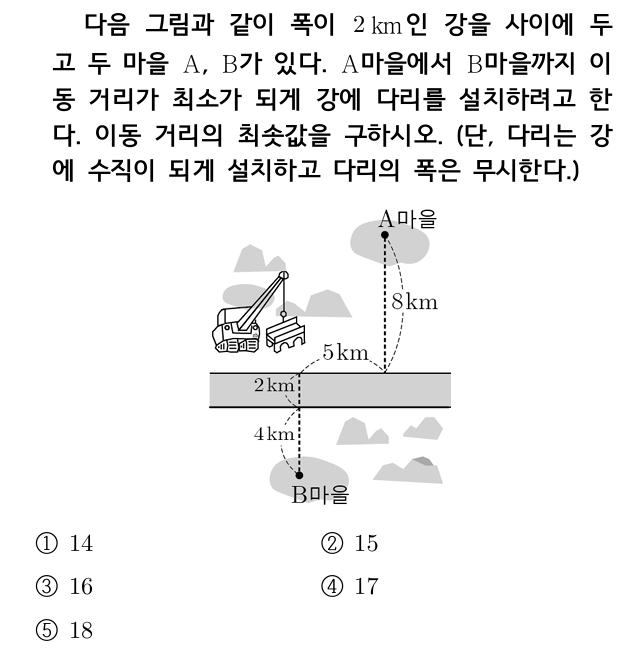 다음 그림과 같이 폭이 2 km인 강을 사이에 두
고 두 마을 A, B가 있다. A마을에서 B마을까지 이
동 거리가 최소가 되게 강에 다리를 설치하려고 한
다. 이동 거리의 최솟값을 구하시오. (단, 다리는 강
에 수직이 되게 설치하고 다리의 폭은 무시한다.)
A마을
8 km
5 km
2 km
4 km
B마을
① 14
② 15
③ 16
④ 17
⑤ 18